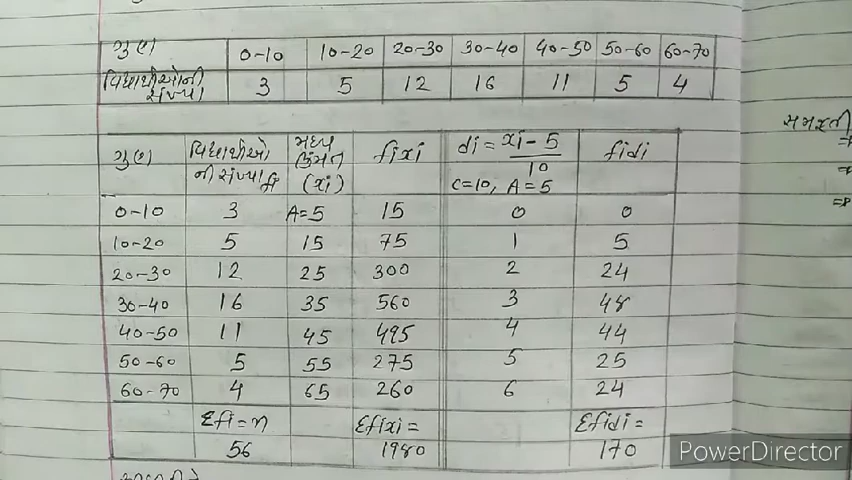 ગુણ 0-10 10-20 20-30 30-40 40-50 50-60 60-70
વિદ્યાર્થીઓની સંખ્યા 3 5 12 16 11 5 4
ગુણ વિદ્યાર્થીઓની સંખ્યા fi મધ્ય કિંમત (xi) fixi di = xi - 5 / 10 C=10, A=5 fidi
0-10 3 A=5 15 0 0
10-20 5 15 75 1 5
20-30 12 25 300 2 24
30-40 16 35 560 3 48
40-50 11 45 495 4 44
50-60 5 55 275 5 25
60-70 4 65 260 6 24
Σfi = n 56 Σfixi = 1980 Σfidi = 170
PowerDirector